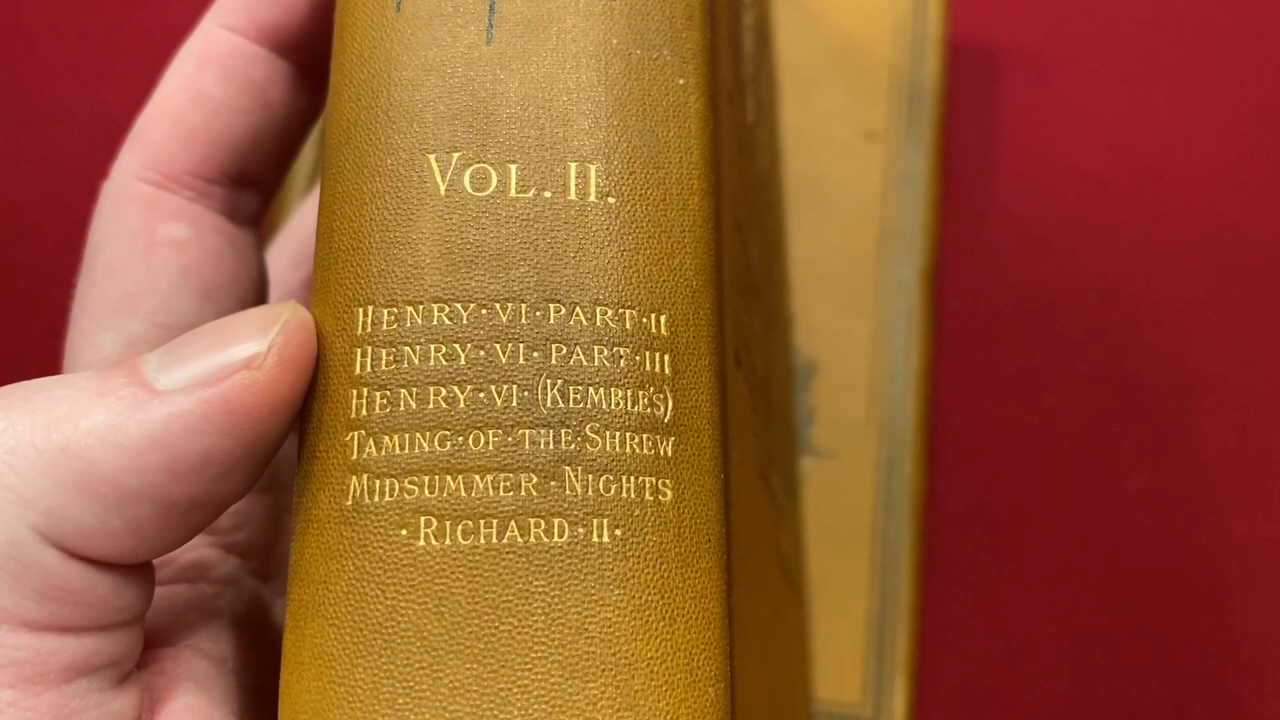 VOL. II.
HENRY·VI·PART·II
HENRY·VI·PART·III
HENRY·VI·(KEMBLE'S)
TAMING·OF·THE·SHREW
MIDSUMMER·NIGHTS
·RICHARD·II·